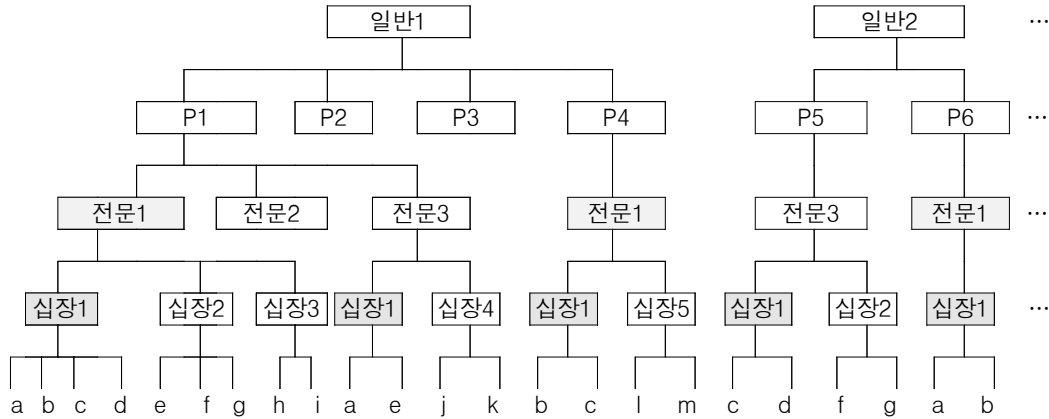 일반1 일반2 …
P1 P2 P3 P4 P5 P6 …
전문1 전문2 전문3 전문1 전문3 전문1 …
십장1 십장2 십장3 십장1 십장4 십장1 십장5 십장1 십장2 십장1 …
a b c d e f g h i a e j k b c l m c d f g a b